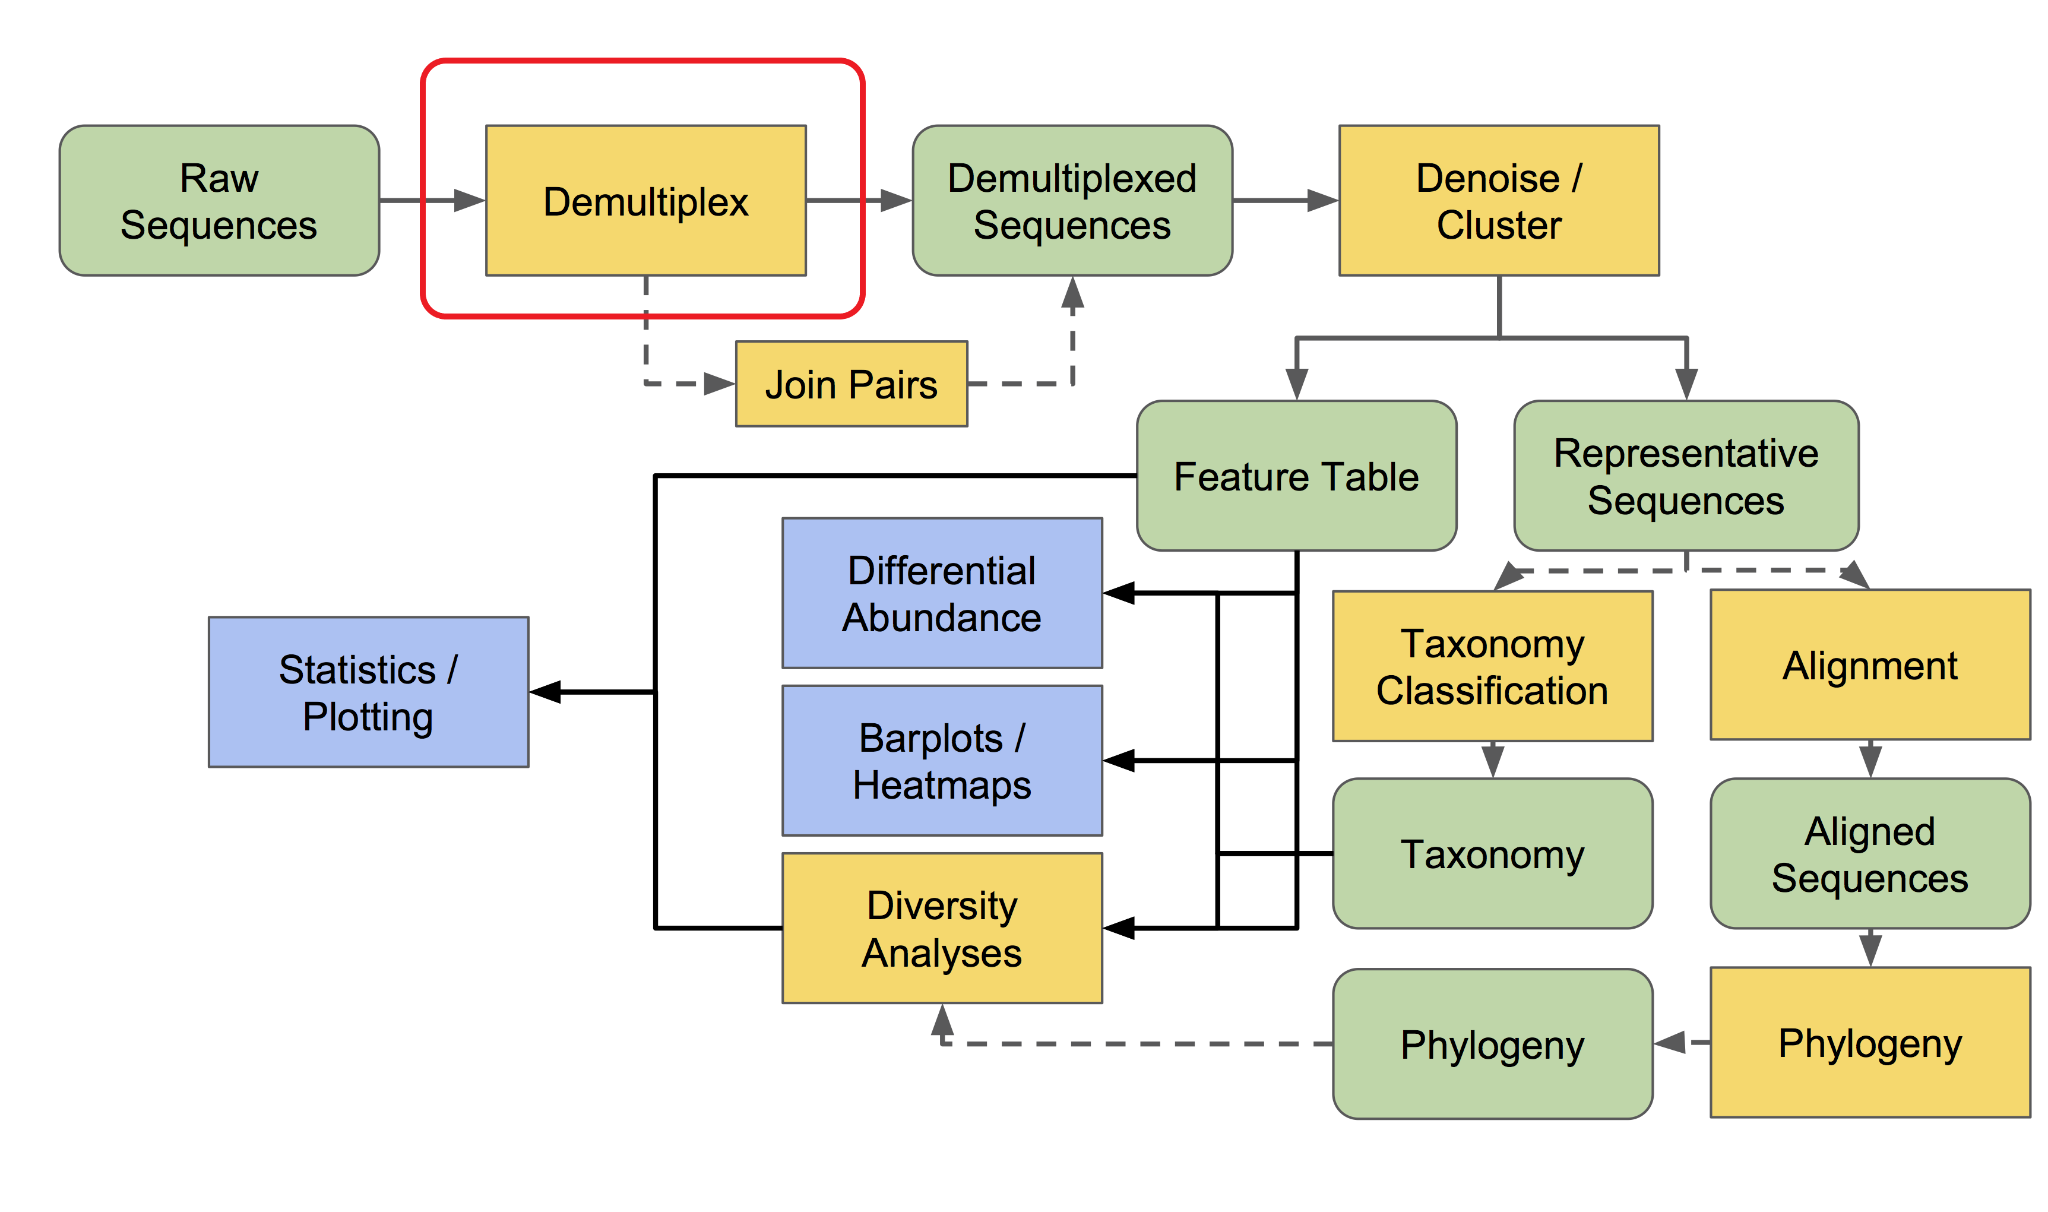 Raw
Sequences
Demultiplex
Demultiplexed
Sequences
Denoise /
Cluster
Join Pairs
Feature Table
Representative
Sequences
Differential
Abundance
Statistics /
Plotting
Barplots /
Heatmaps
Taxonomy
Classification
Alignment
Taxonomy
Aligned
Sequences
Diversity
Analyses
Phylogeny
Phylogeny